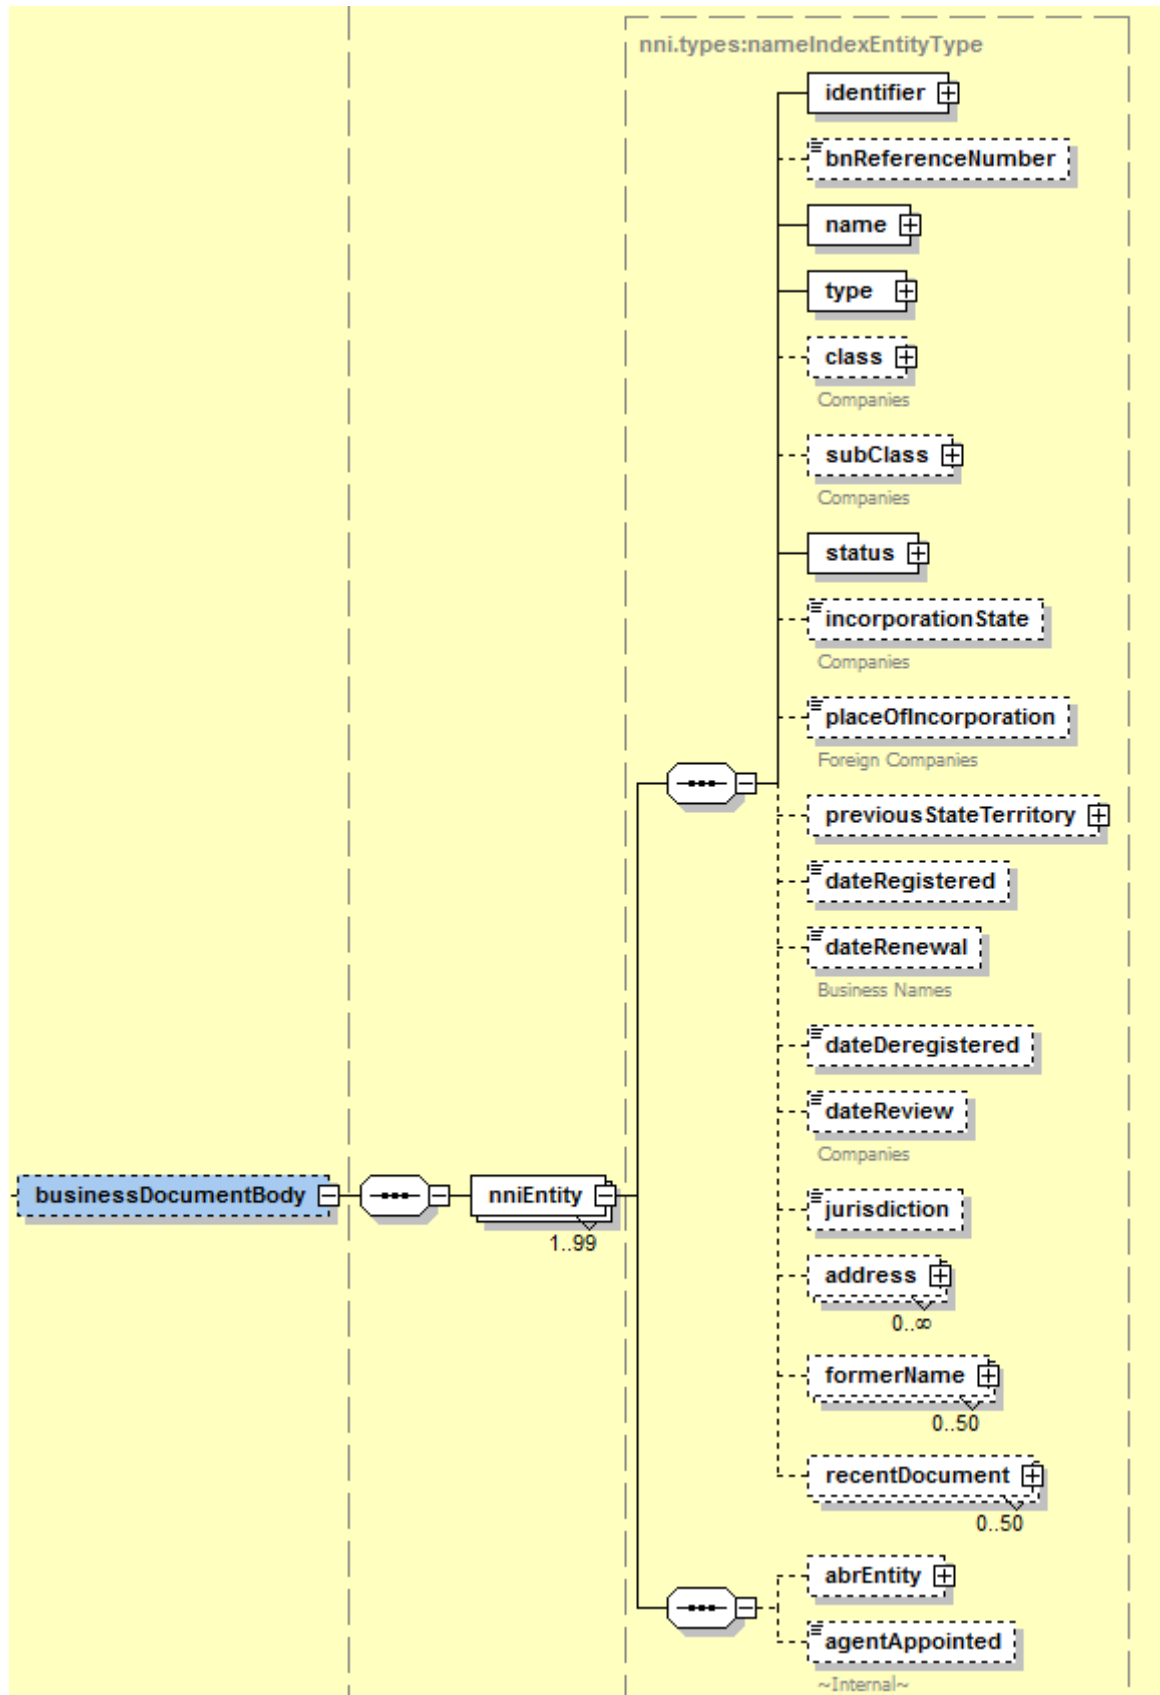 nni.types:nameIndexEntityType
identifier
bnReferenceNumber
name
type
class
Companies
subClass
Companies
status
incorporationState
Companies
placeOfIncorporation
Foreign Companies
previousStateTerritory
dateRegistered
dateRenewal
Business Names
dateDeregistered
dateReview
Companies
businessDocumentBody
nniEntity
1..99
jurisdiction
address
0..∞
formerName
0..50
recentDocument
0..50
abrEntity
agentAppointed
~Internal~